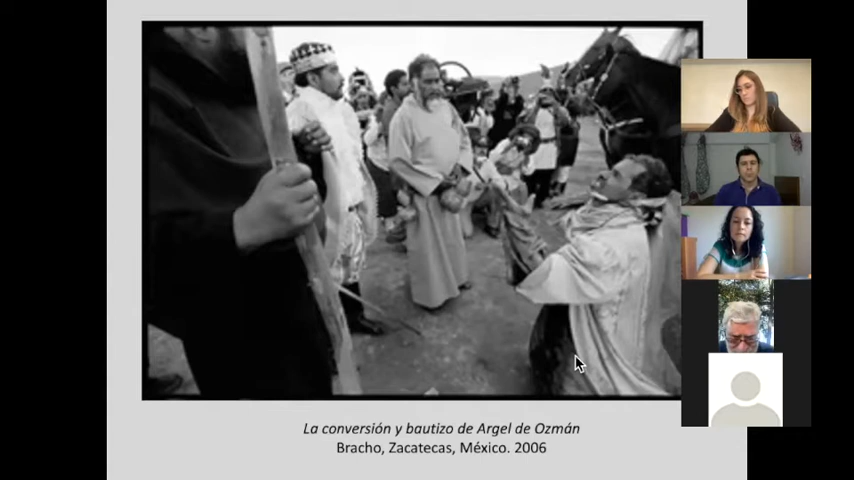 La conversión y bautizo de Argel de Ozmán
Bracho, Zacatecas, México. 2006